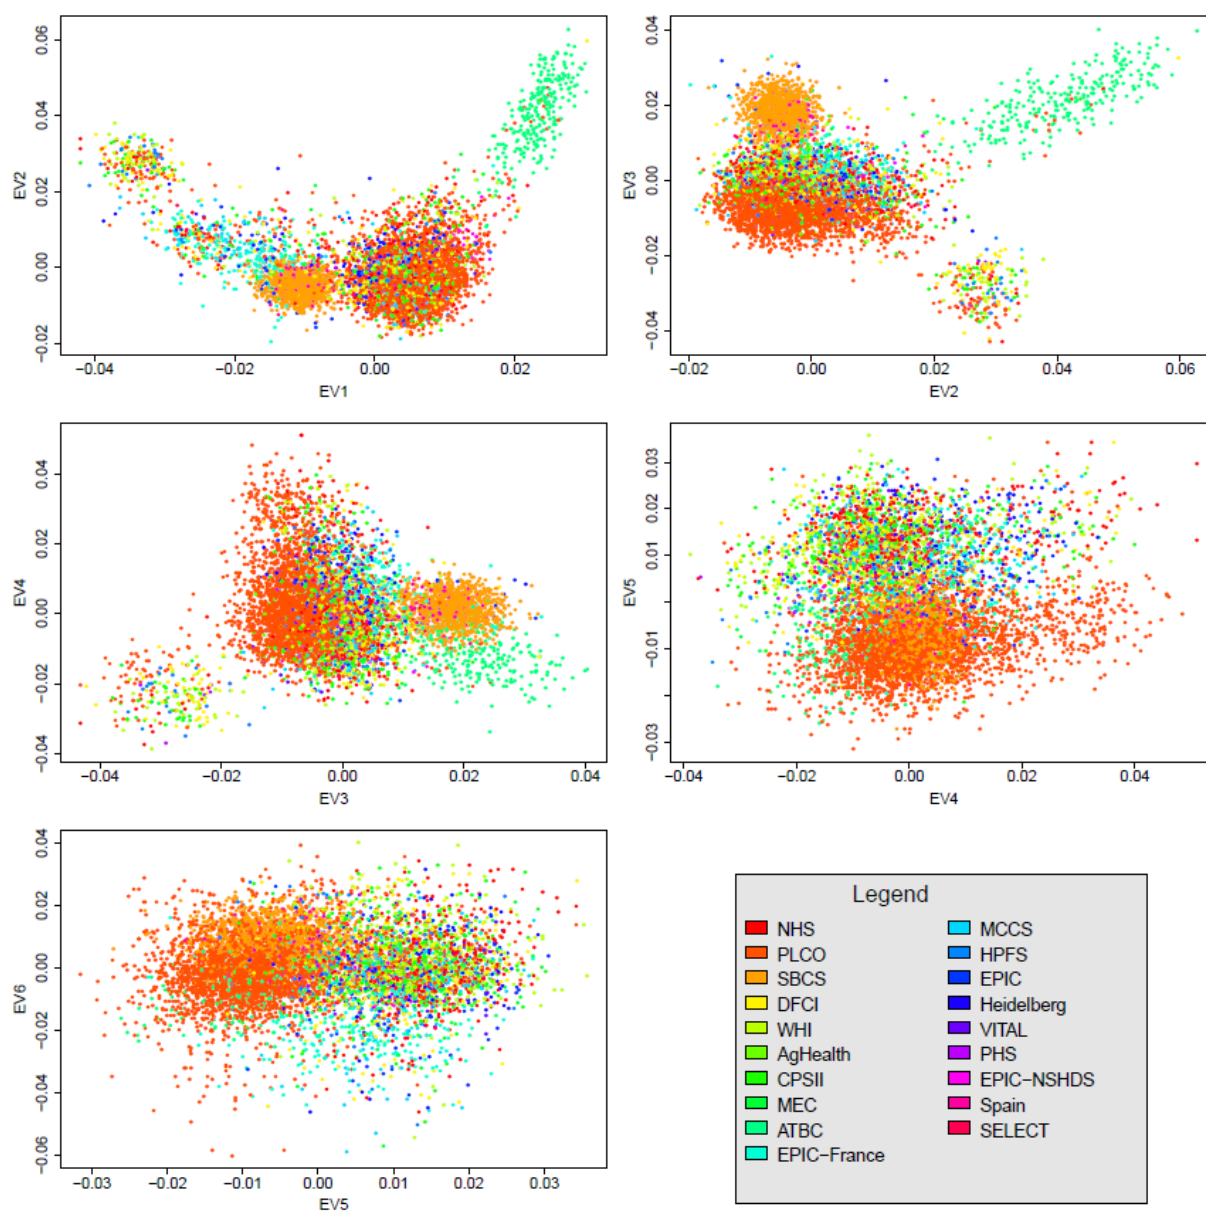 0.06
0.04
0.02
0.00
−0.02
EV2
−0.04
−0.02
0.00
0.02
EV1
0.04
0.02
0.00
−0.02
−0.04
EV3
−0.02
0.00
0.02
0.04
0.06
EV2
0.04
0.02
0.00
−0.02
−0.04
EV4
−0.04
−0.02
0.00
0.02
0.04
EV3
0.03
0.02
0.01
−0.01
−0.03
EV5
−0.04
−0.02
0.00
0.02
0.04
EV4
0.04
0.02
0.00
−0.02
−0.04
−0.06
EV6
−0.03
−0.02
−0.01
0.00
0.01
0.02
0.03
EV5
Legend
NHS
PLCO
SBCS
DFCI
WHI
AgHealth
CPSII
MEC
ATBC
EPIC−France
MCCS
HPFS
EPIC
Heidelberg
VITAL
PHS
EPIC−NSHDS
Spain
SELECT